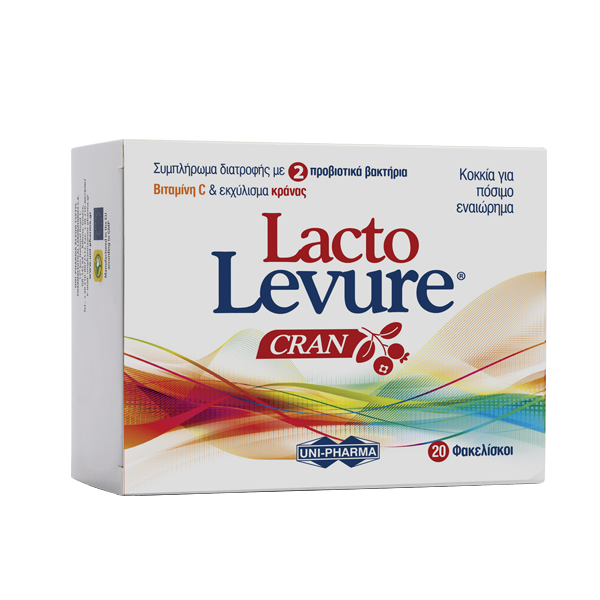 Συμπλήρωμα διατροφής με 2 προβιοτικά βακτήρια
Βιταμίνη C & εκχύλισμα κράνας
Κοκκία για
πόσιμο
εναιώρημα
Lacto
Levure®
CRAN
UNI-PHARMA
20 Φακελίσκοι